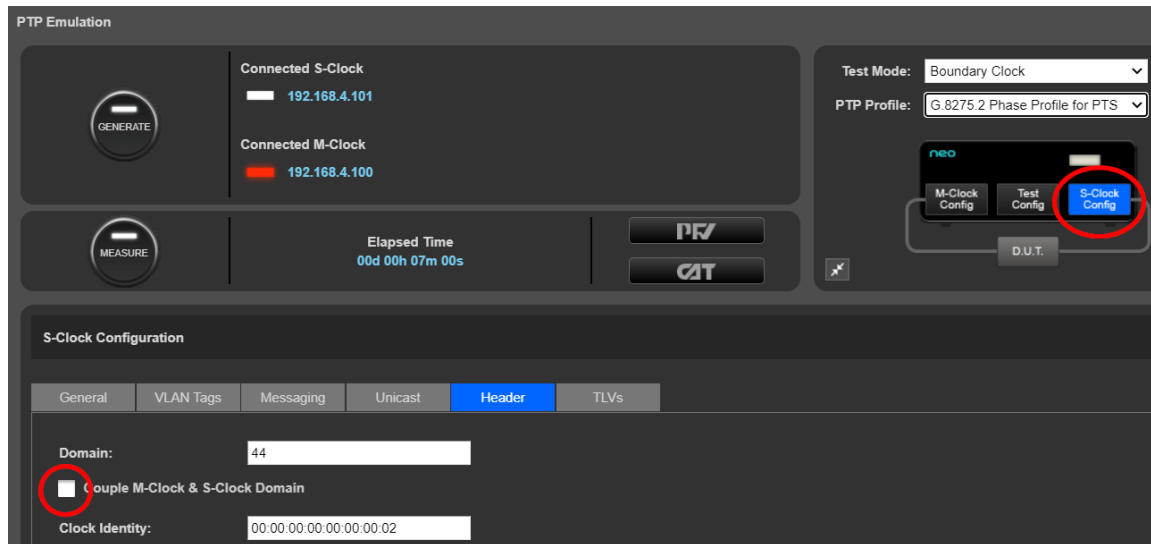 PTP Emulation
GENERATE
Connected S-Clock
192.168.4.101
Connected M-Clock
192.168.4.100
MEASURE
Elapsed Time
00d 00h 07m 00s
PFV
CAT
Test Mode: Boundary Clock
PTP Profile: G.8275.2 Phase Profile for PTS
neo
M-Clock Config
Test Config
S-Clock Config
D.U.T.
S-Clock Configuration
General VLAN Tags Messaging Unicast Header TLVs
Domain: 44
Couple M-Clock & S-Clock Domain
Clock Identity: 00:00:00:00:00:00:00:02